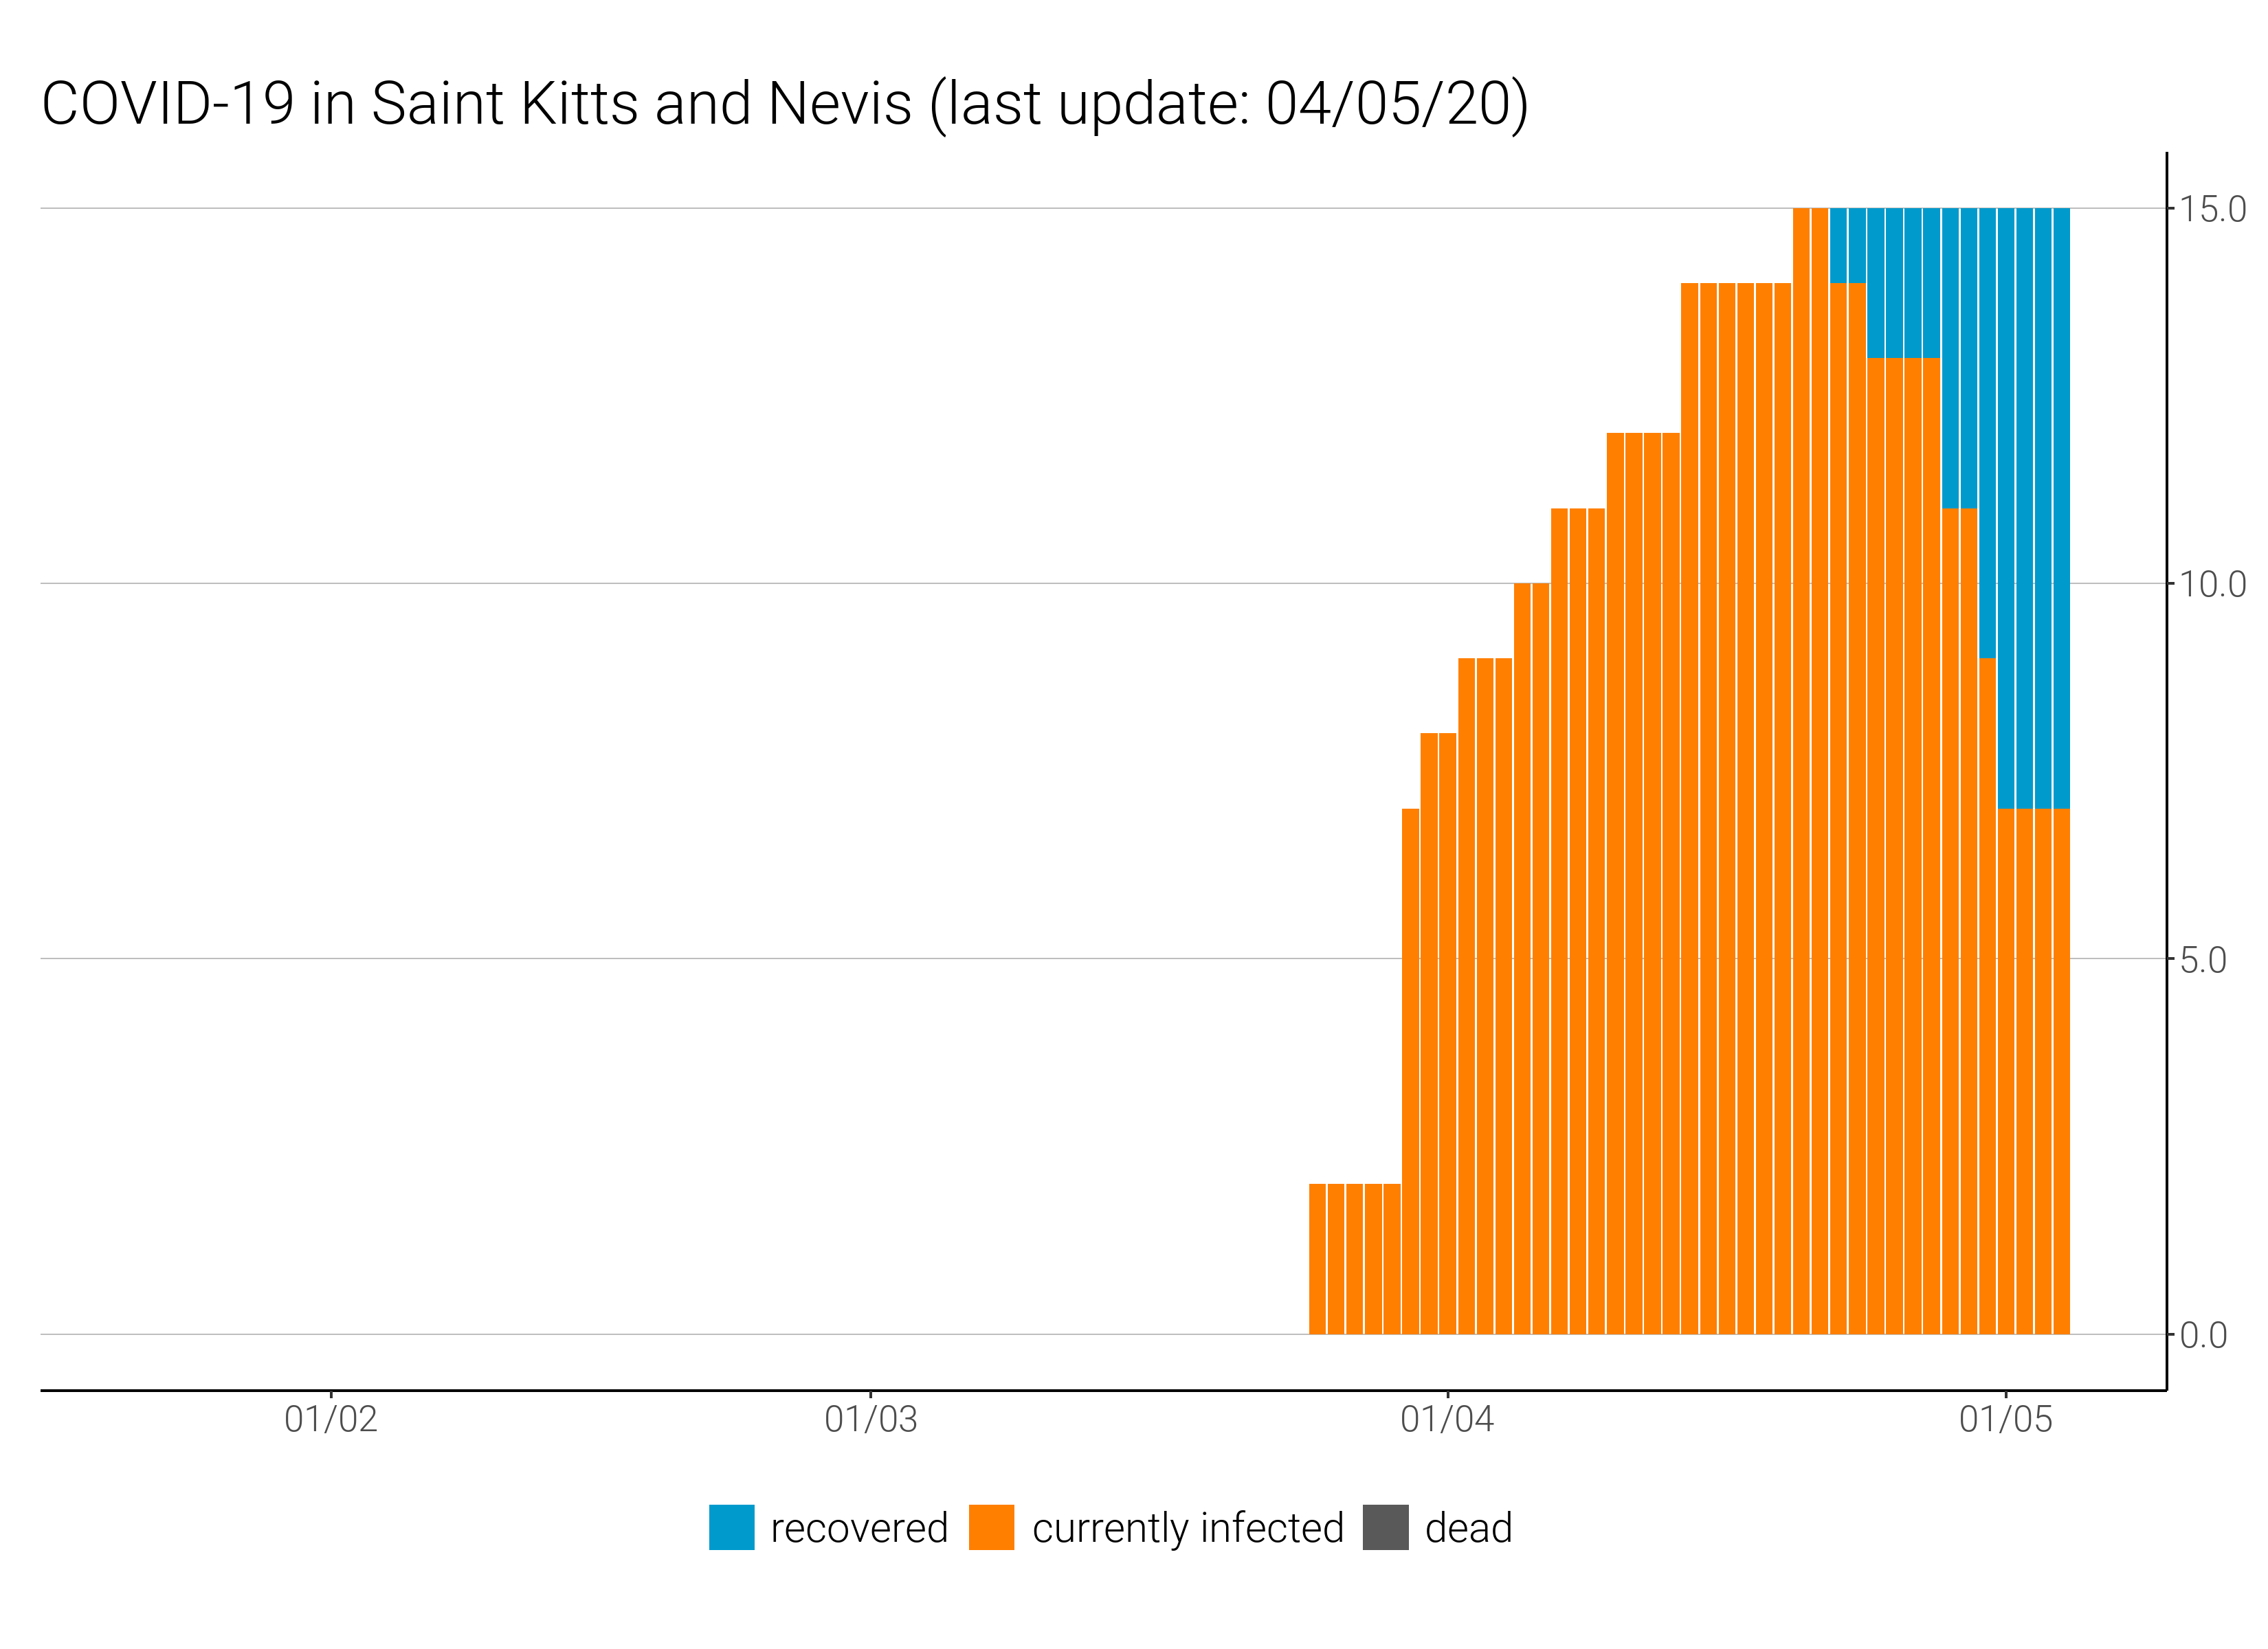 COVID-19 in Saint Kitts and Nevis (last update: 04/05/20)
15.0
10.0
5.0
0.0
01/02 01/03 01/04 01/05
recovered currently infected dead